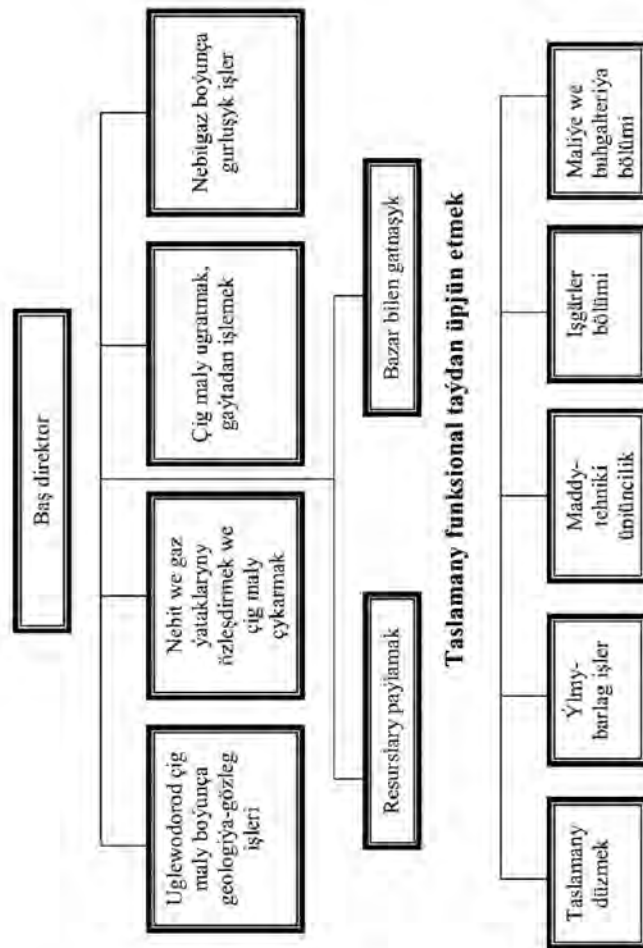 Baş direktor
Uglewodorod çig
maly boýunça
geologiýa-gözleg
işleri
Nebit we gaz
ýataklaryny
özleşdirmek we
çig maly
çykarmak
Çig maly ugratmak,
gaýtadan işlemek
Nebitgaz boýunça
gurluşyk işler
Resurslary paýlamak
Bazar bilen gatnaşyk
Taslamany funksional taýdan üpjün etmek
Taslamany
düzmek
Ylmy-
barlag işler
Maddy-
tehniki
üpjünçilik
Işgärler
bölümi
Maliýe we
buhgalteriýa
bölümi